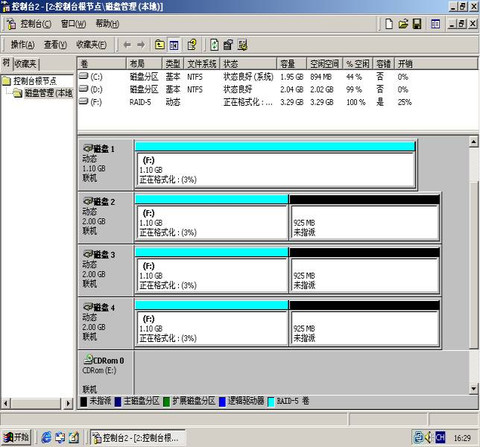 控制台2 - [2:控制台根节点\磁盘管理(本地)]
控制台(C) 窗口(W) 帮助(H)
操作(A) 查看(V) 收藏夹(F)
树 收藏夹
控制台根节点
磁盘管理(本地)
卷 布局 类型 文件系统 状态 容量 空闲空间 % 空闲 容错 开销
(C:) 磁盘分区 基本 NTFS 状态良好 (系统) 1.95 GB 894 MB 44 % 否 0%
(D:) 磁盘分区 基本 NTFS 状态良好 2.04 GB 2.02 GB 99 % 否 0%
(F:) RAID-5 动态 正在格式化 : ... 3.29 GB 3.29 GB 100 % 是 25%
磁盘 1
动态
1.10 GB
联机
(F:)
1.10 GB
正在格式化 : (3%)
磁盘 2
动态
2.00 GB
联机
(F:)
1.10 GB
正在格式化 : (3%)
925 MB
未指派
磁盘 3
动态
2.00 GB
联机
(F:)
1.10 GB
正在格式化 : (3%)
925 MB
未指派
磁盘 4
动态
2.00 GB
联机
(F:)
1.10 GB
正在格式化 : (3%)
925 MB
未指派
CDRom 0
CDRom (E:)
联机
未指派 主磁盘分区 扩展磁盘分区 逻辑驱动器 RAID-5 卷
开始 控制台2 - [2:控制台根... CH 16:29